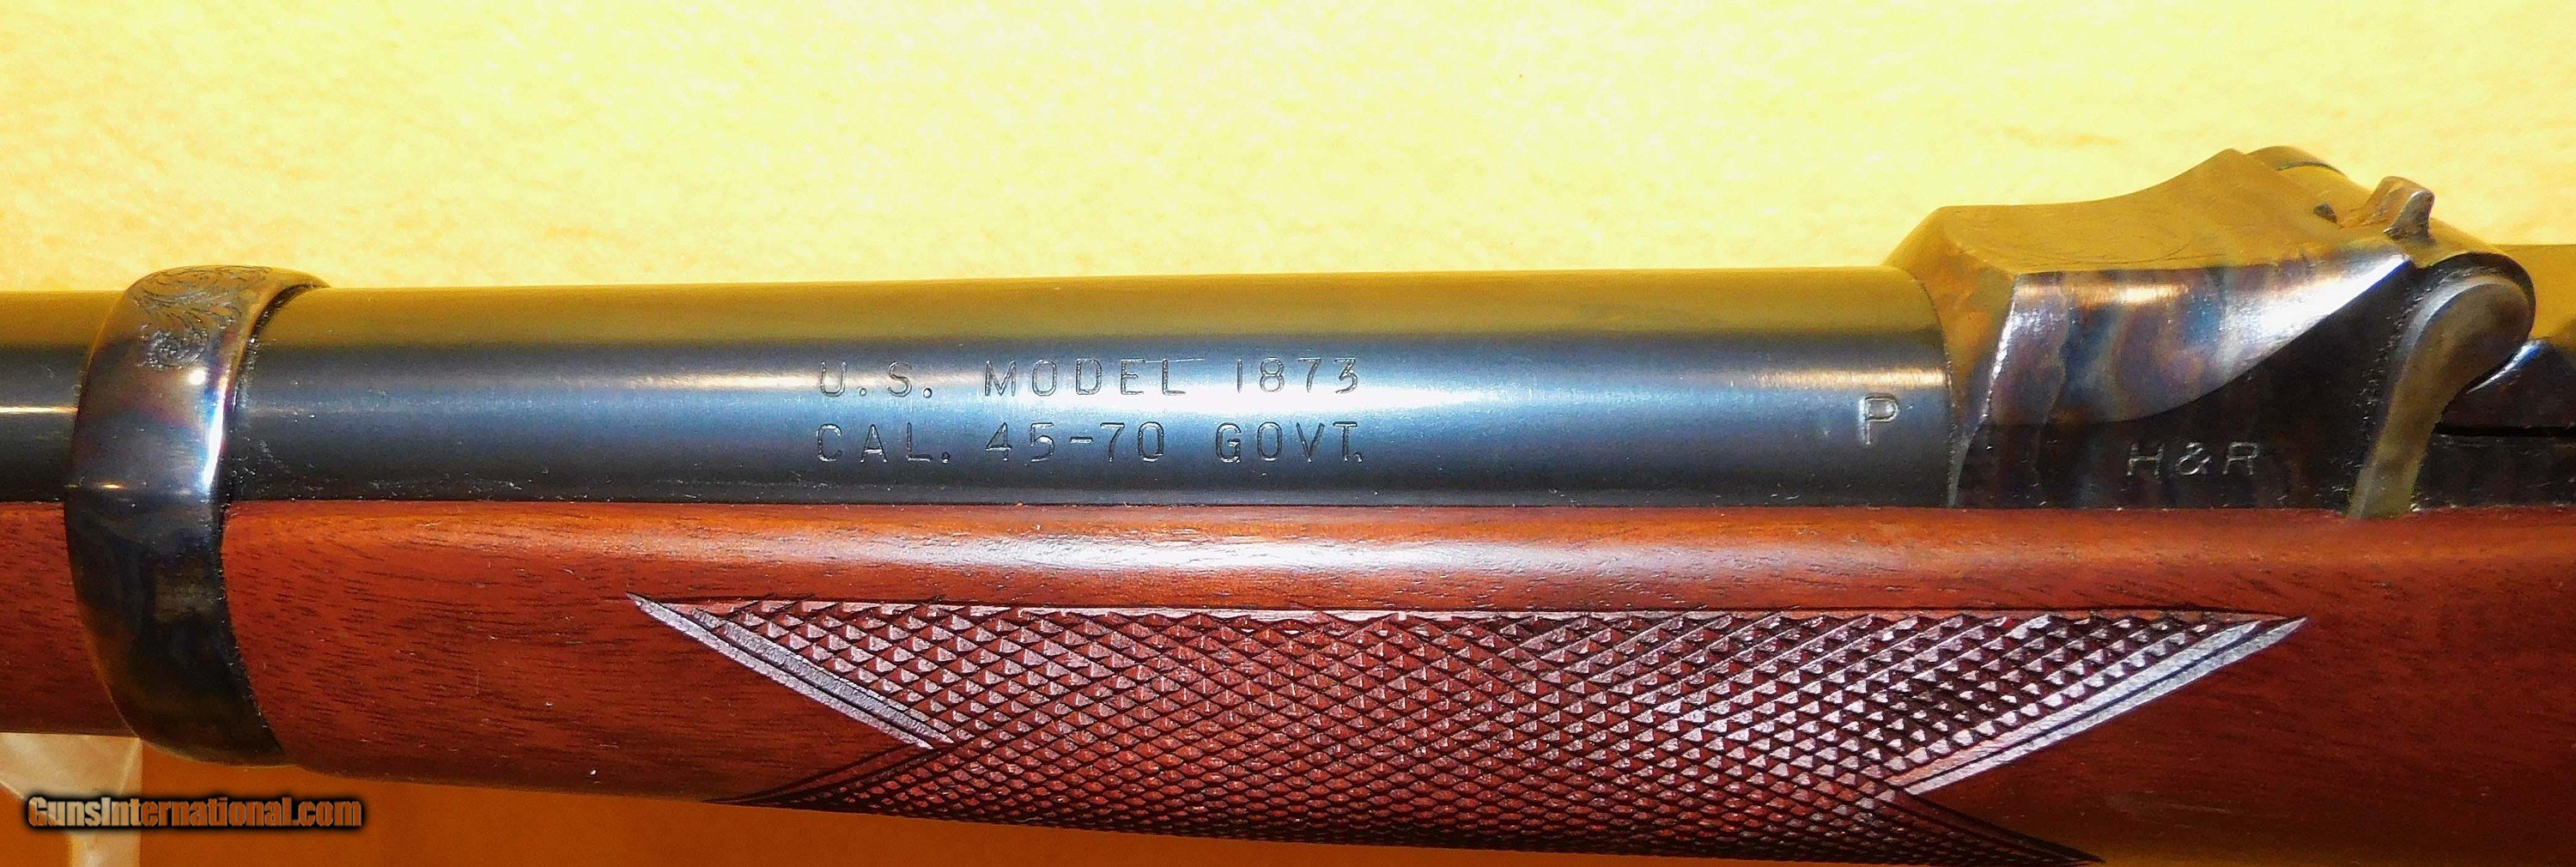 U.S. MODEL 1873
CAL. 45-70 GOVT.
P
H&R
GunsInternational.com